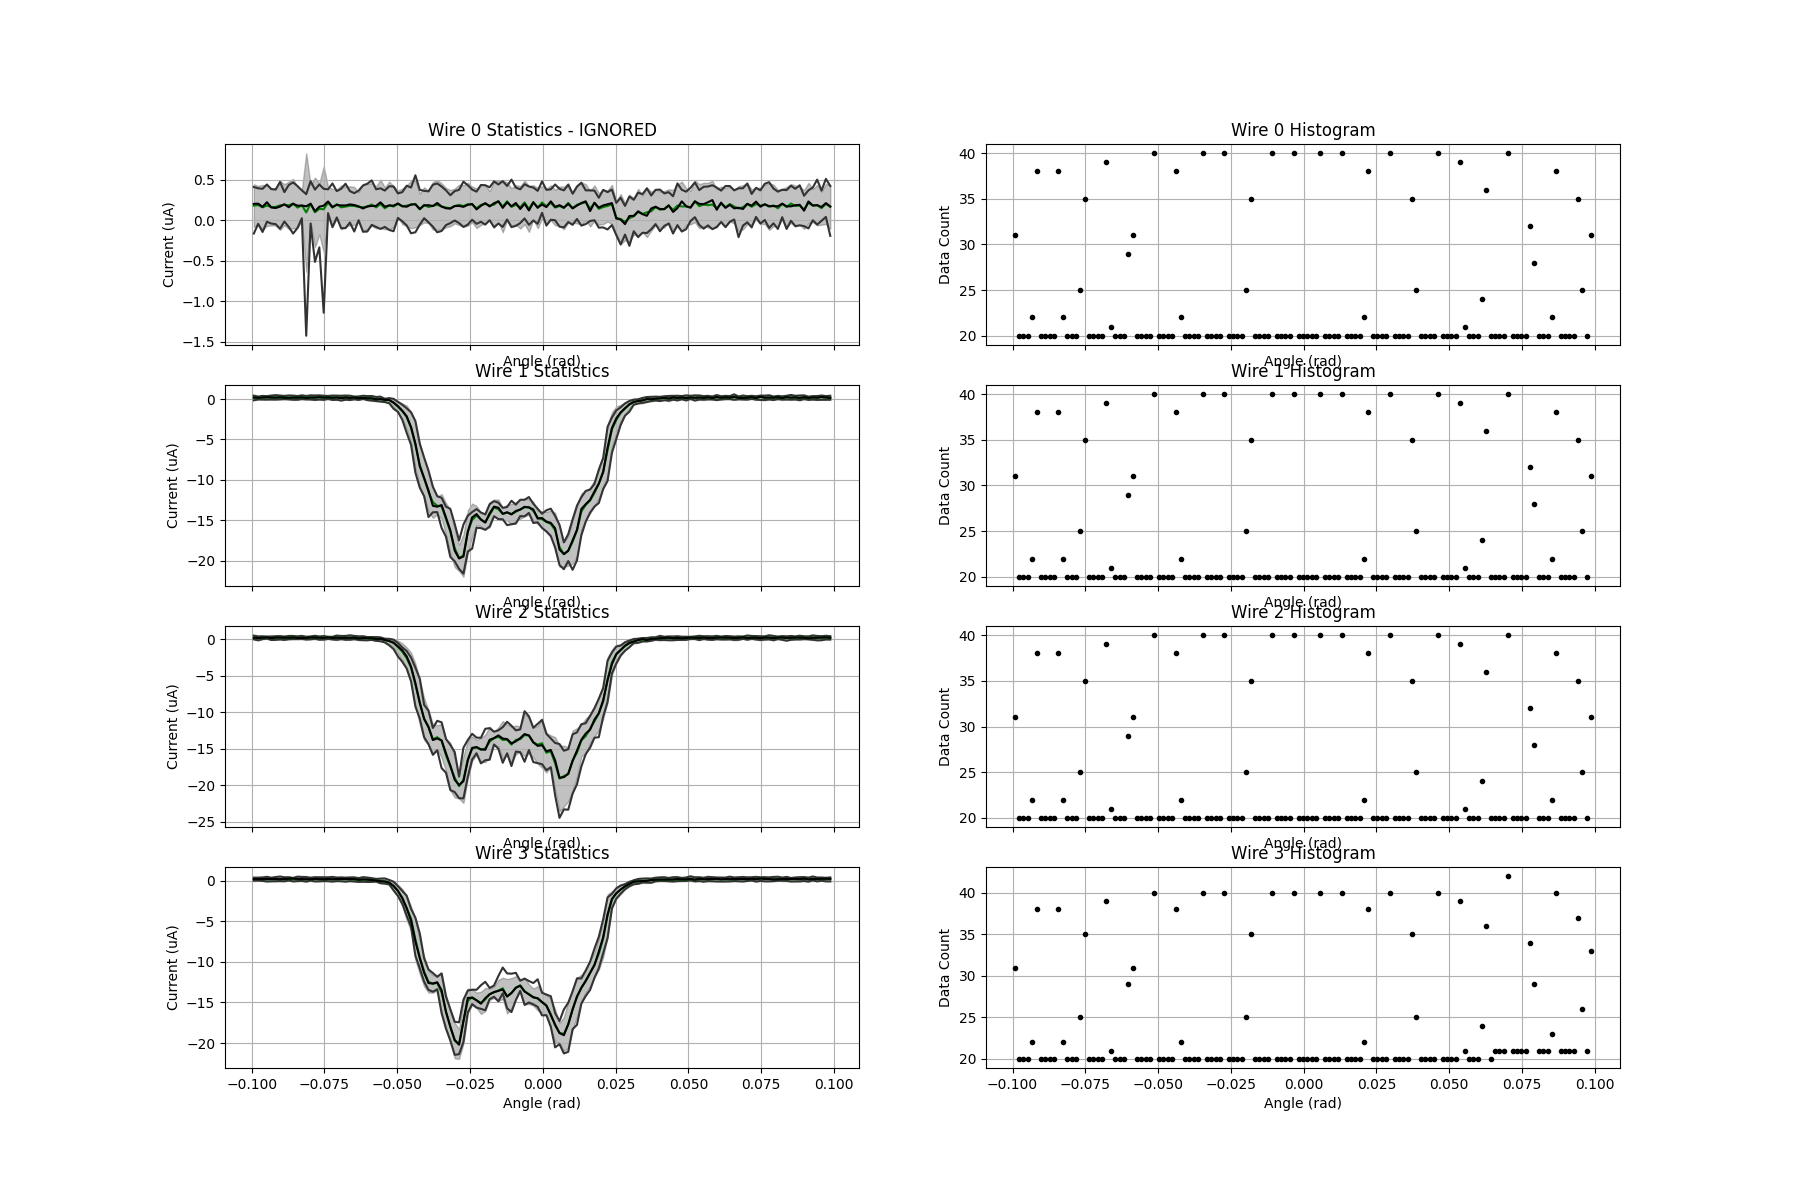 Wire 0 Statistics - IGNORED
0.5
0.0
−0.5
−1.0
−1.5
Current (uA)
Angle (rad)
Wire 0 Histogram
40
35
30
25
20
Data Count
Angle (rad)
Wire 1 Statistics
0
−5
−10
−15
−20
Current (uA)
Angle (rad)
Wire 1 Histogram
40
35
30
25
20
Data Count
Angle (rad)
Wire 2 Statistics
0
−5
−10
−15
−20
−25
Current (uA)
Angle (rad)
Wire 2 Histogram
40
35
30
25
20
Data Count
Angle (rad)
Wire 3 Statistics
0
−5
−10
−15
−20
Current (uA)
−0.100 −0.075 −0.050 −0.025 0.000 0.025 0.050 0.075 0.100
Angle (rad)
Wire 3 Histogram
40
35
30
25
20
Data Count
−0.100 −0.075 −0.050 −0.025 0.000 0.025 0.050 0.075 0.100
Angle (rad)